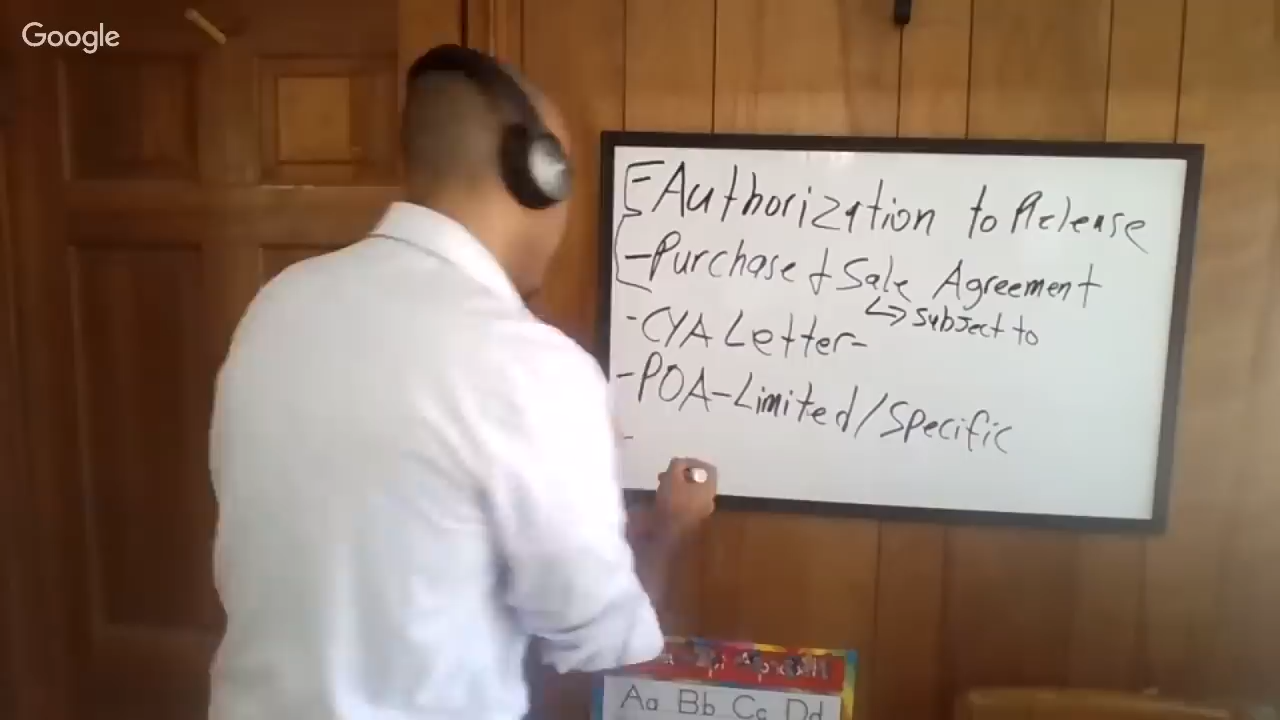 Google
-Authorization to Release
-Purchase & Sale Agreement
↳ subject to
-CYA Letter-
-POA-Limited/Specific
-
Aa Bb Cc Dd